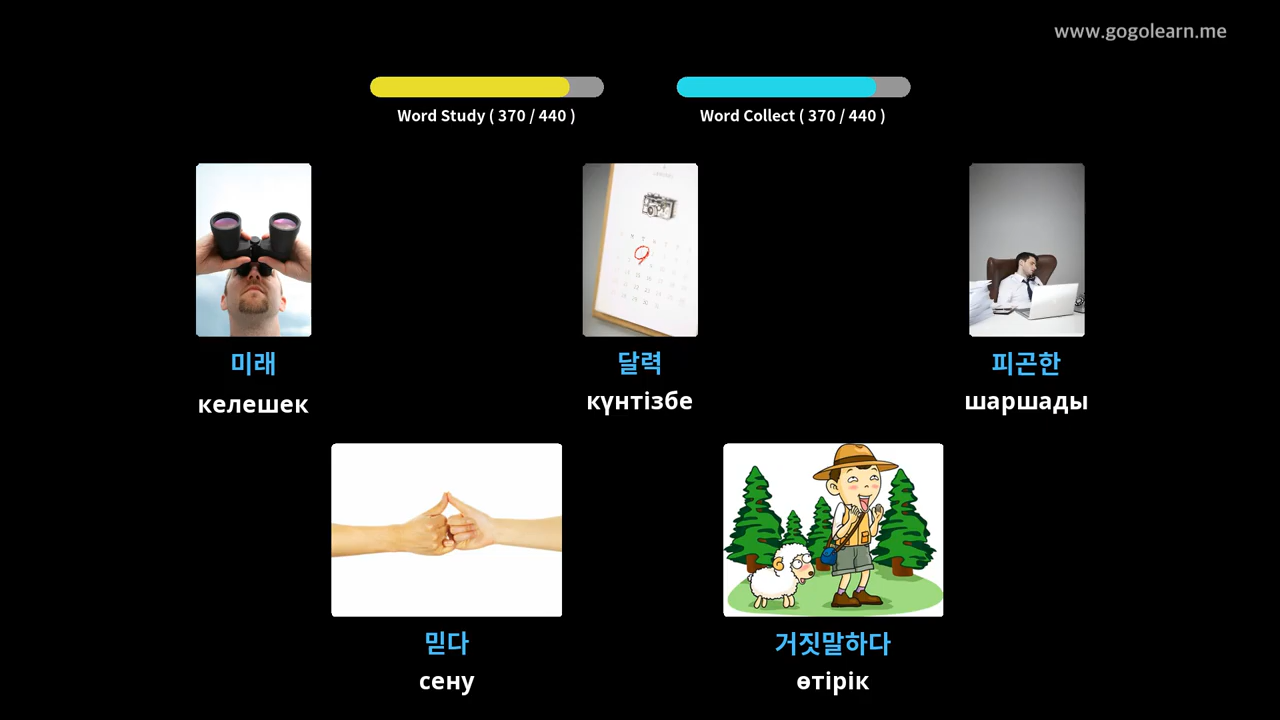 www.gogolearn.me
Word Study ( 370 / 440 )
Word Collect ( 370 / 440 )
9
미래
келешек
달력
күнтізбе
피곤한
шаршады
믿다
сену
거짓말하다
өтірік